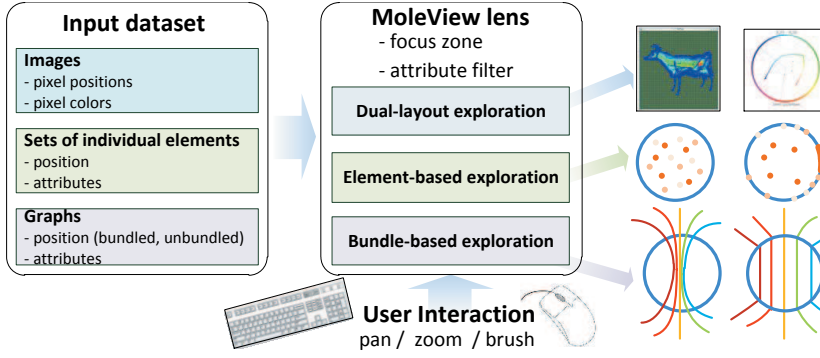 Input dataset
Images
- pixel positions
- pixel colors
Sets of individual elements
- position
- attributes
Graphs
- position (bundled, unbundled)
- attributes
MoleView lens
- focus zone
- attribute filter
Dual-layout exploration
Element-based exploration
Bundle-based exploration
User Interaction
pan / zoom / brush